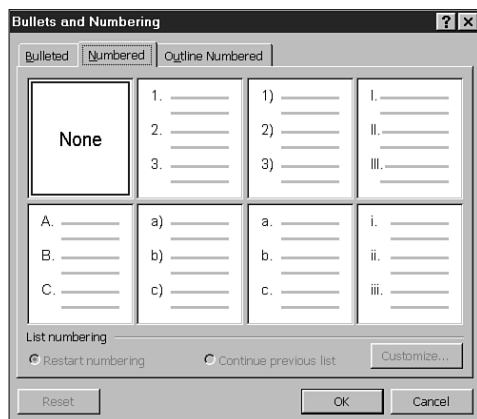 Bullets and Numbering
Bulleted Numbered Outline Numbered
None
1.
2.
3.
1)
2)
3)
I.
II.
III.
A.
B.
C.
a)
b)
c)
a.
b.
c.
i.
ii.
iii.
List numbering
Restart numbering Continue previous list Customize...
Reset OK Cancel